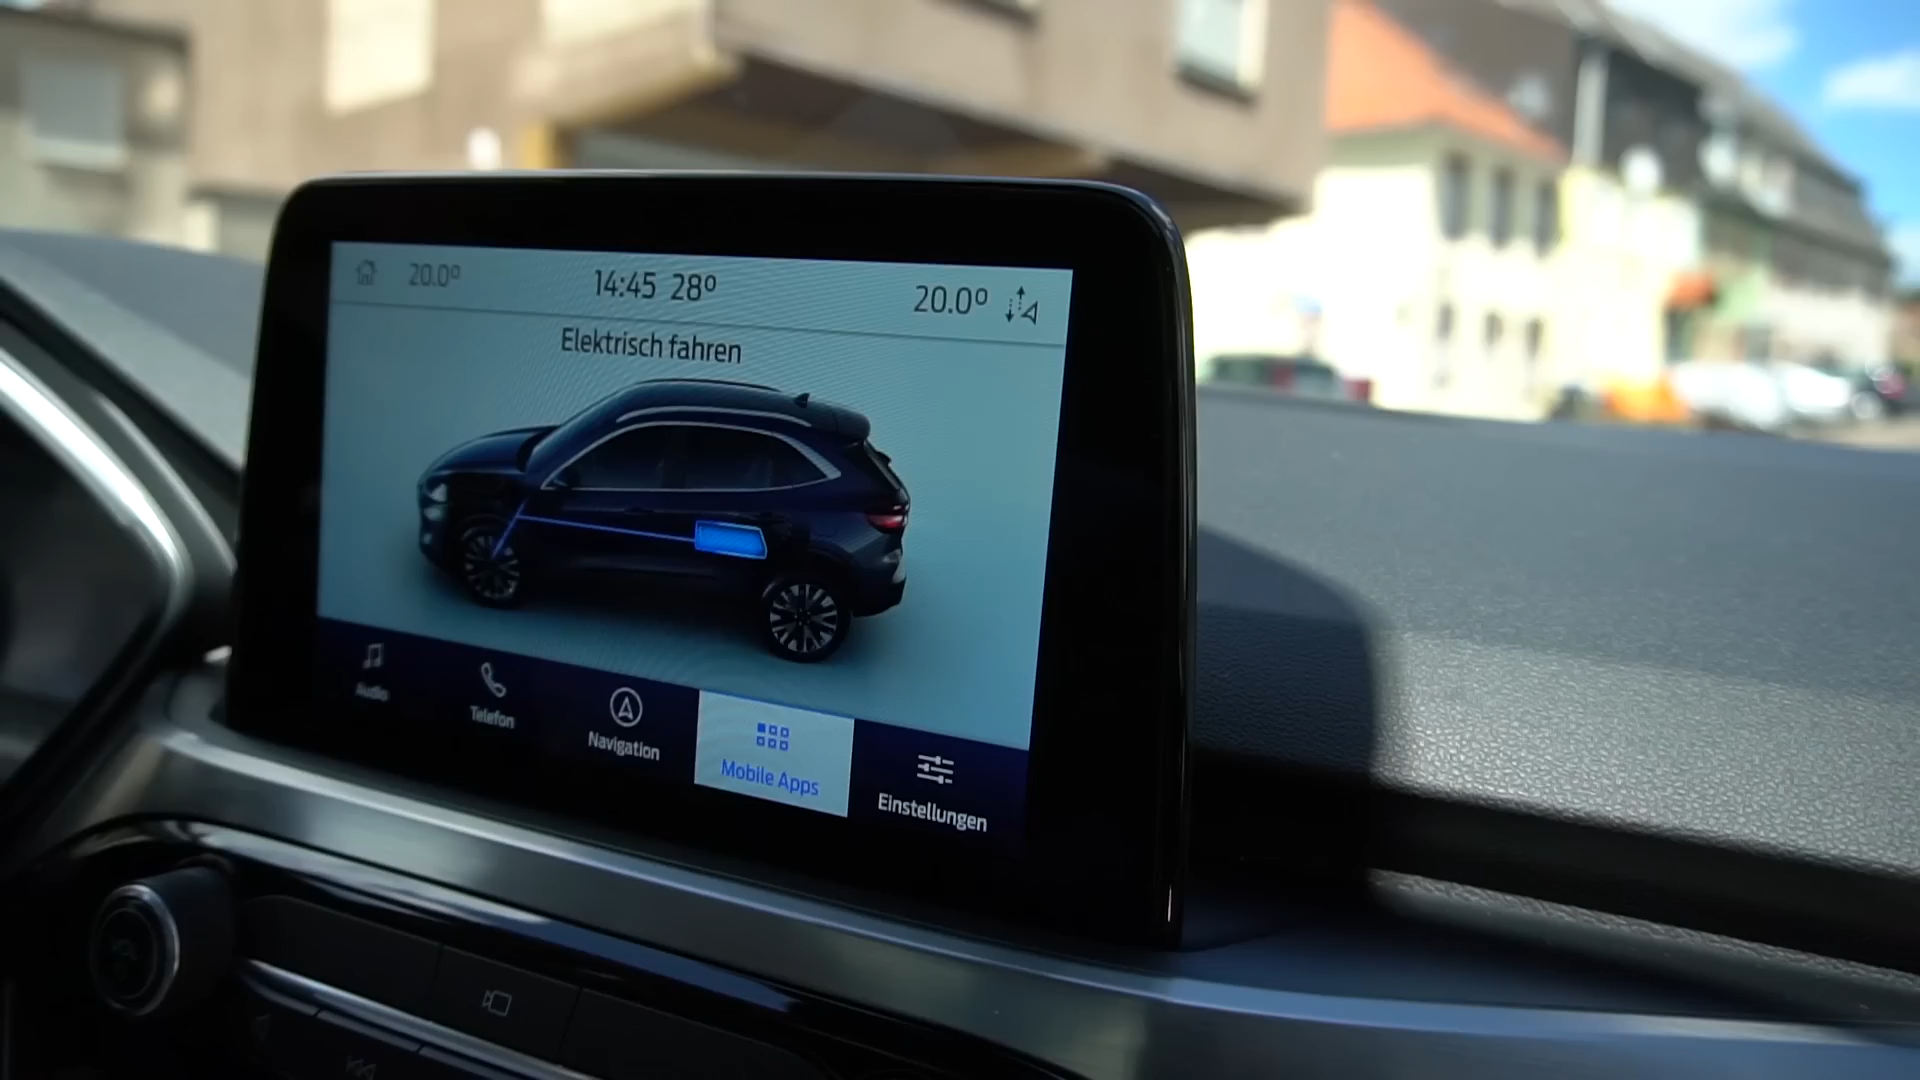 20.0° 14:45 28° 20.0°
Elektrisch fahren
Audio Telefon Navigation Mobile Apps Einstellungen